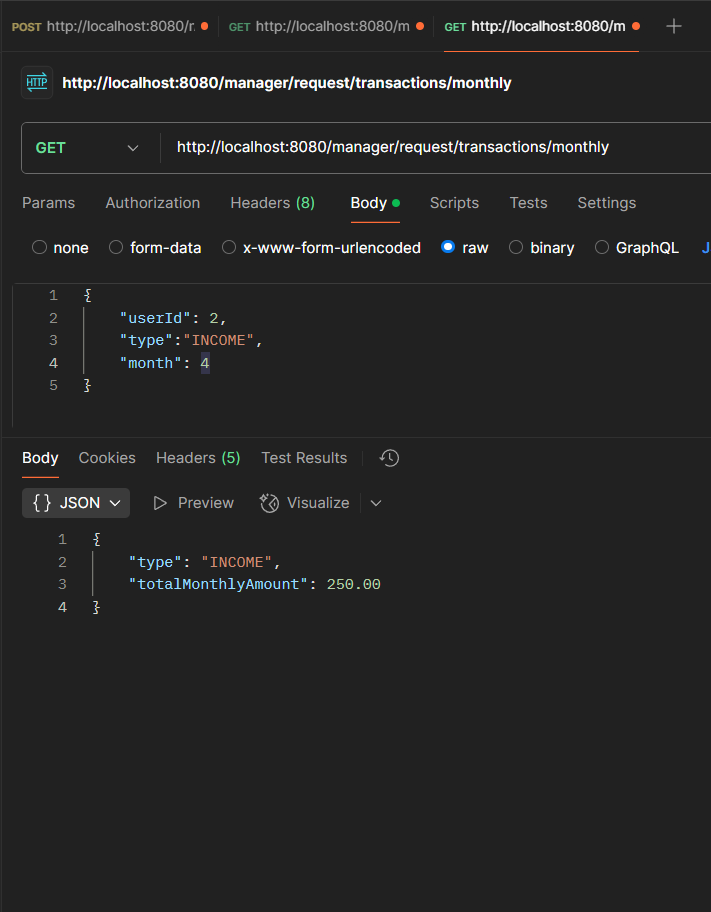 POST http://localhost:8080/r. GET http://localhost:8080/m GET http://localhost:8080/m
HTTP http://localhost:8080/manager/request/transactions/monthly
GET http://localhost:8080/manager/request/transactions/monthly
Params Authorization Headers (8) Body Scripts Tests Settings
none form-data x-www-form-urlencoded raw binary GraphQL J
1 {
2 "userId": 2,
3 "type":"INCOME",
4 "month": 4
5 }
Body Cookies Headers (5) Test Results
{} JSON Preview Visualize
1 {
2 "type": "INCOME",
3 "totalMonthlyAmount": 250.00
4 }